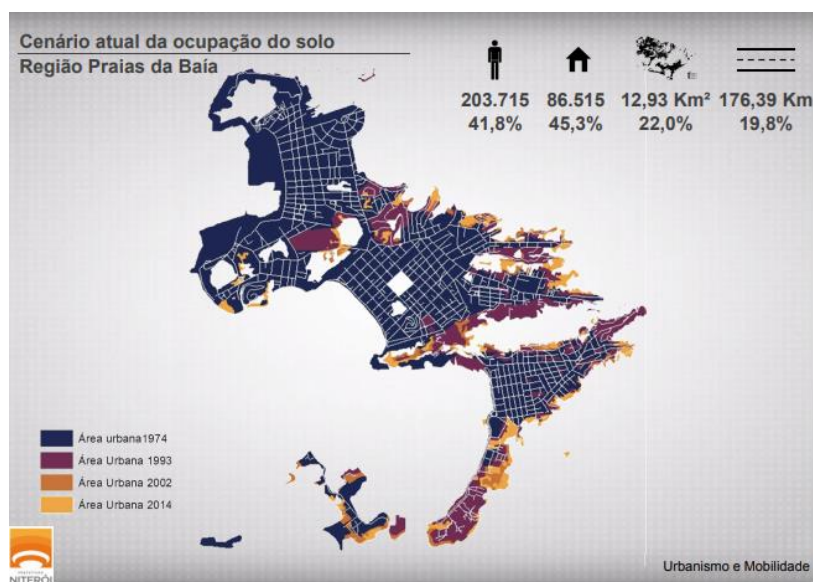 Cenário atual da ocupação do solo
Região Praias da Baía
203.715 86.515 12,93 Km² 176,39 Km
41,8% 45,3% 22,0% 19,8%
Área urbana1974
Área Urbana 1993
Área Urbana 2002
Área Urbana 2014
NITERÓI
Urbanismo e Mobilidade